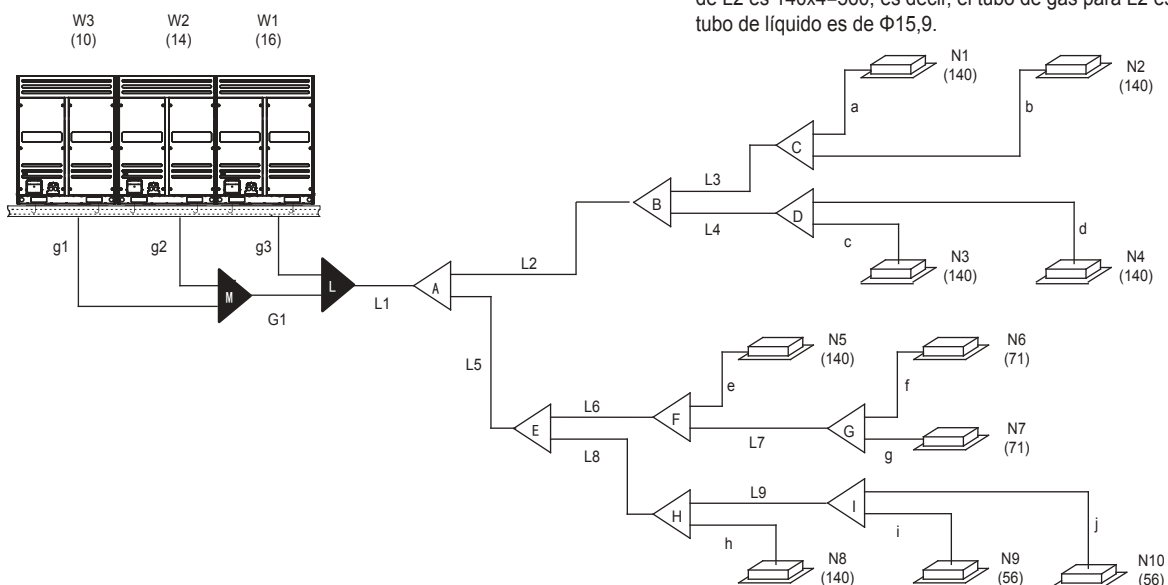 de L2 es 140x4=560, es decir, el tubo de gas para L2 es
tubo de líquido es de Φ15,9.
W3 W2 W1
(10) (14) (16)
N1
(140)
N2
(140)
a
b
C
L3
B
D
L4
c
d
g1
g2
g3
L2
N3
(140)
N4
(140)
M
L
A
L1
G1
N5
(140)
N6
(71)
L5
e
f
L6
F
E
L7
G
N7
(71)
g
L8
L9
I
H
j
i
h
N8
(140)
N9
(56)
N10
(56)